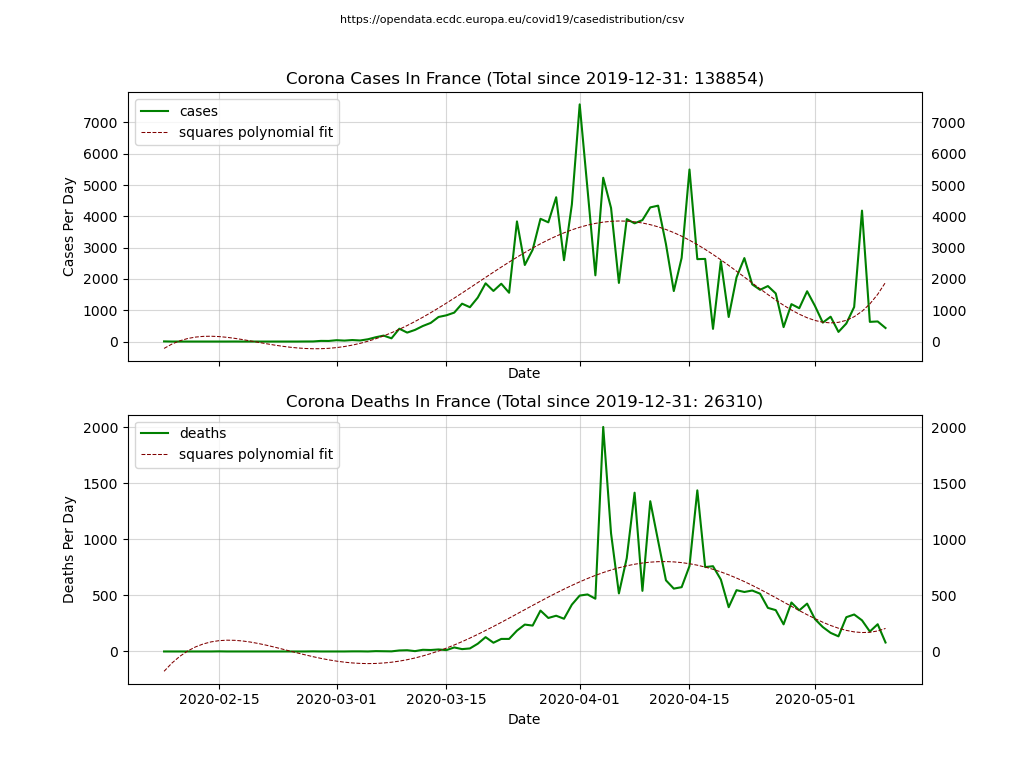 https://opendata.ecdc.europa.eu/covid19/casedistribution/csv
Corona Cases In France (Total since 2019-12-31: 138854)
cases
squares polynomial fit
7000 7000
6000 6000
5000 5000
4000 4000
3000 3000
2000 2000
1000 1000
0 0
Cases Per Day
Date
Corona Deaths In France (Total since 2019-12-31: 26310)
deaths
squares polynomial fit
2000 2000
1500 1500
1000 1000
500 500
0 0
Deaths Per Day
2020-02-15 2020-03-01 2020-03-15 2020-04-01 2020-04-15 2020-05-01
Date